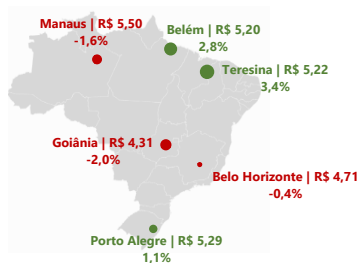 Manaus | R$ 5,50
-1,6%
Belém | R$ 5,20
2,8%
Teresina | R$ 5,22
3,4%
Goiânia | R$ 4,31
-2,0%
Belo Horizonte | R$ 4,71
-0,4%
Porto Alegre | R$ 5,29
1,1%